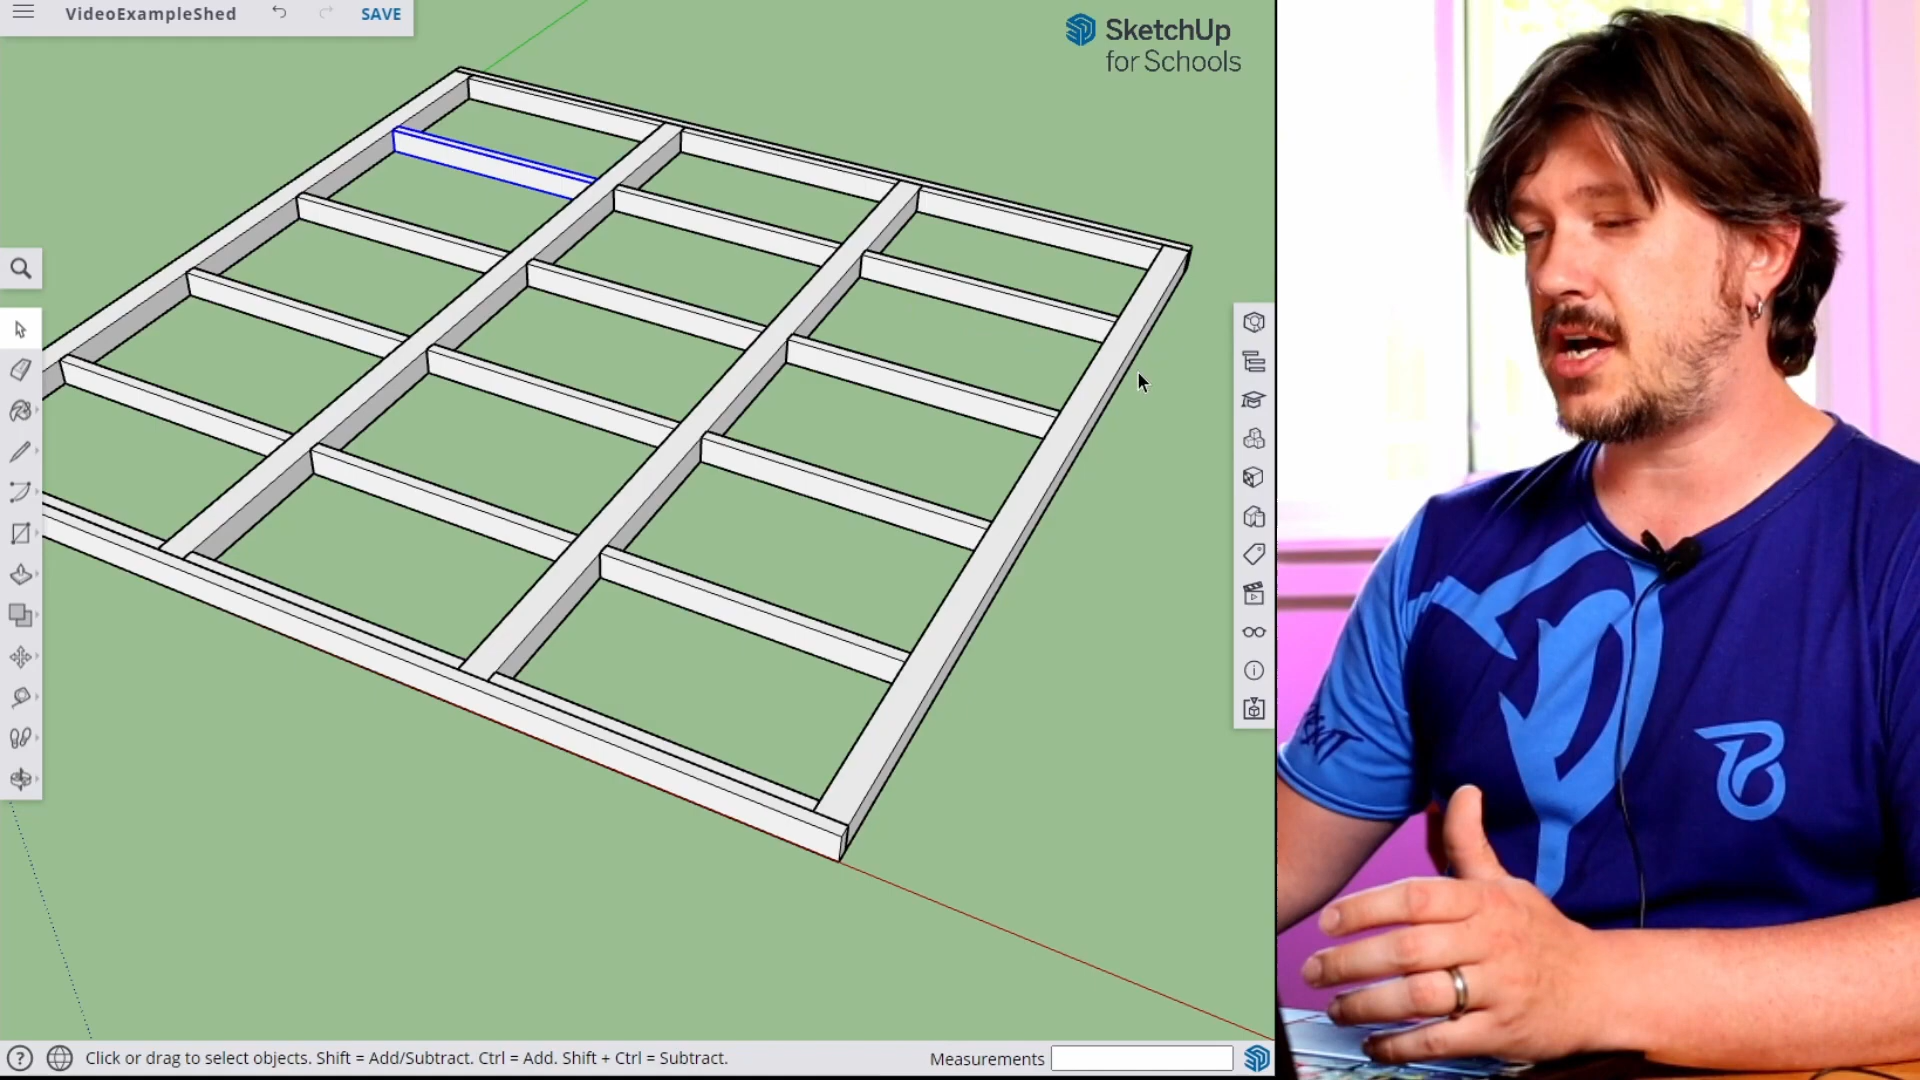 VideoExampleShed
SAVE
SketchUp
for Schools
Click or drag to select objects. Shift = Add/Subtract. Ctrl = Add. Shift + Ctrl = Subtract.
Measurements